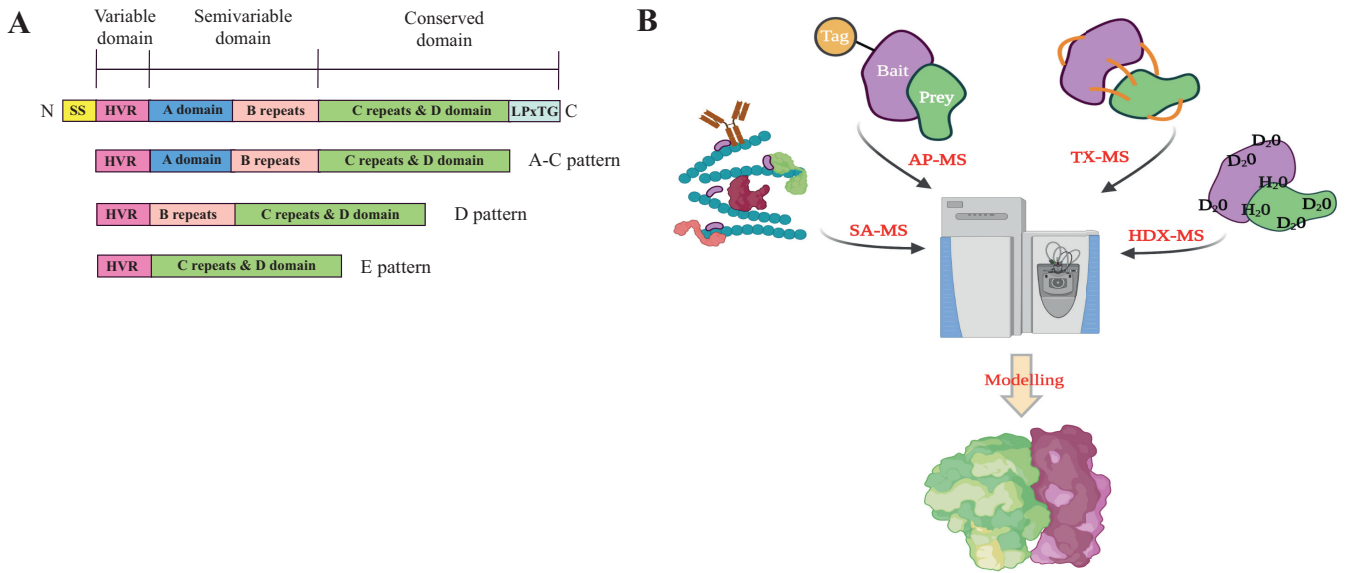 A
Variable
domain
Semivariable
domain
Conserved
domain
N SS HVR A domain B repeats C repeats & D domain LPxTG C
HVR A domain B repeats C repeats & D domain A-C pattern
HVR B repeats C repeats & D domain D pattern
HVR C repeats & D domain E pattern
B
Tag
Bait
Prey
AP-MS
TX-MS
SA-MS
HDX-MS
D₂0
D₂0
H₂0
D₂0
H₂0
D₂0
D₂0
Modelling